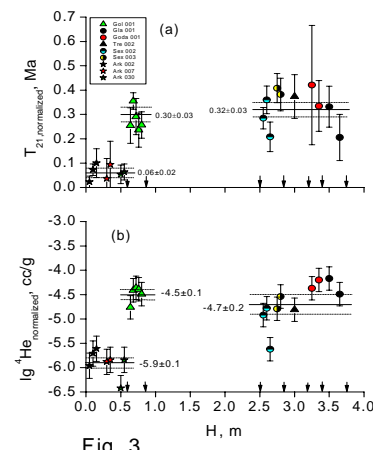 Gol 001
Gla 001
Goda 001
Tre 002
Ses 002
Ses 003
Ark 002
Ark 007
Ark 030
(a)
T21,normalized, Ma
0.7
0.6
0.5
0.4
0.3
0.2
0.1
0.0
0.30±0.03
0.32±0.03
0.06±0.02
(b)
lg 4Henormalized, cc/g
-3.0
-3.5
-4.0
-4.5
-5.0
-5.5
-6.0
-6.5
-4.5±0.1
-4.7±0.2
-5.9±0.1
0.0 0.5 1.0 1.5 2.0 2.5 3.0 3.5 4.0
H, m
Fig. 3